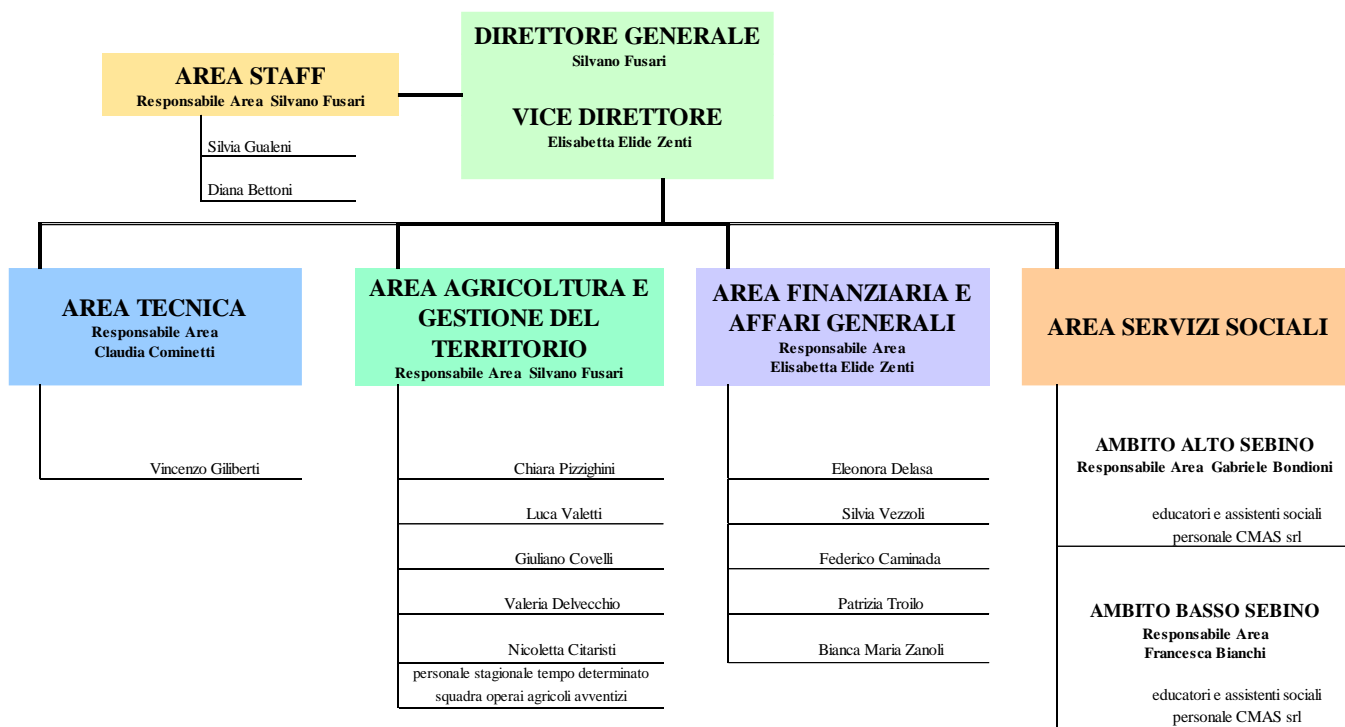 DIRETTORE GENERALE
Silvano Fusari
VICE DIRETTORE
Elisabetta Elide Zenti
AREA STAFF
Responsabile Area Silvano Fusari
Silvia Gualeni
Diana Bettoni
AREA TECNICA
Responsabile Area
Claudia Cominetti
Vincenzo Giliberti
AREA AGRICOLTURA E
GESTIONE DEL
TERRITORIO
Responsabile Area Silvano Fusari
Chiara Pizzighini
Luca Valetti
Giuliano Covelli
Valeria Delvecchio
Nicoletta Citaristi
personale stagionale tempo determinato
squadra operai agricoli avventizi
AREA FINANZIARIA E
AFFARI GENERALI
Responsabile Area
Elisabetta Elide Zenti
Eleonora Delasa
Silvia Vezzoli
Federico Caminada
Patrizia Troilo
Bianca Maria Zanoli
AREA SERVIZI SOCIALI
AMBITO ALTO SEBINO
Responsabile Area Gabriele Bondioni
educatori e assistenti sociali
personale CMAS srl
AMBITO BASSO SEBINO
Responsabile Area
Francesca Bianchi
educatori e assistenti sociali
personale CMAS srl